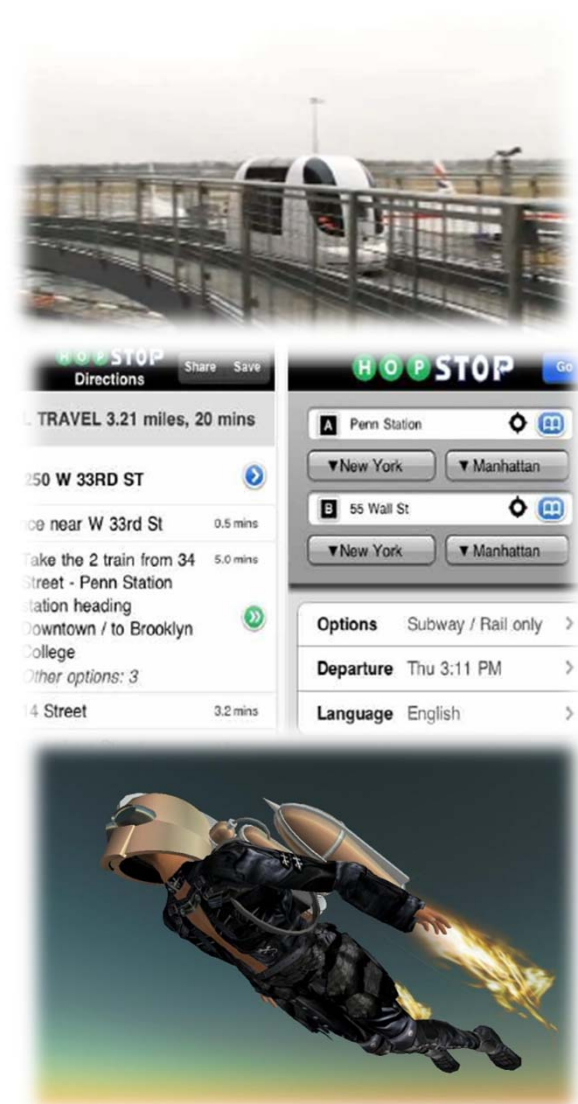 HOPSTOP
Directions
Share
Save
TRAVEL 3.21 miles, 20 mins
250 W 33RD ST
near W 33rd St
0.5 mins
Take the 2 train from 34
5.0 mins
Street - Penn Station
station heading
Downtown / to Brooklyn
College
Other options: 3
14 Street
3.2 mins
HOPSTOP
Go
A Penn Station
▼New York
▼Manhattan
B 55 Wall St
▼New York
▼Manhattan
Options Subway / Rail only
Departure Thu 3:11 PM
Language English